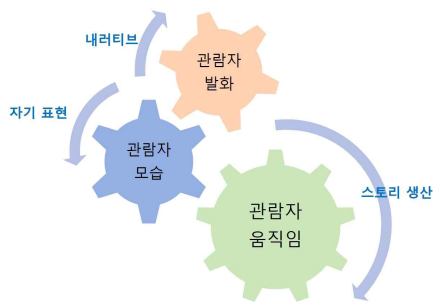 내러티브
관람자
발화
자기 표현
관람자
모습
스토리 생산
관람자
움직임